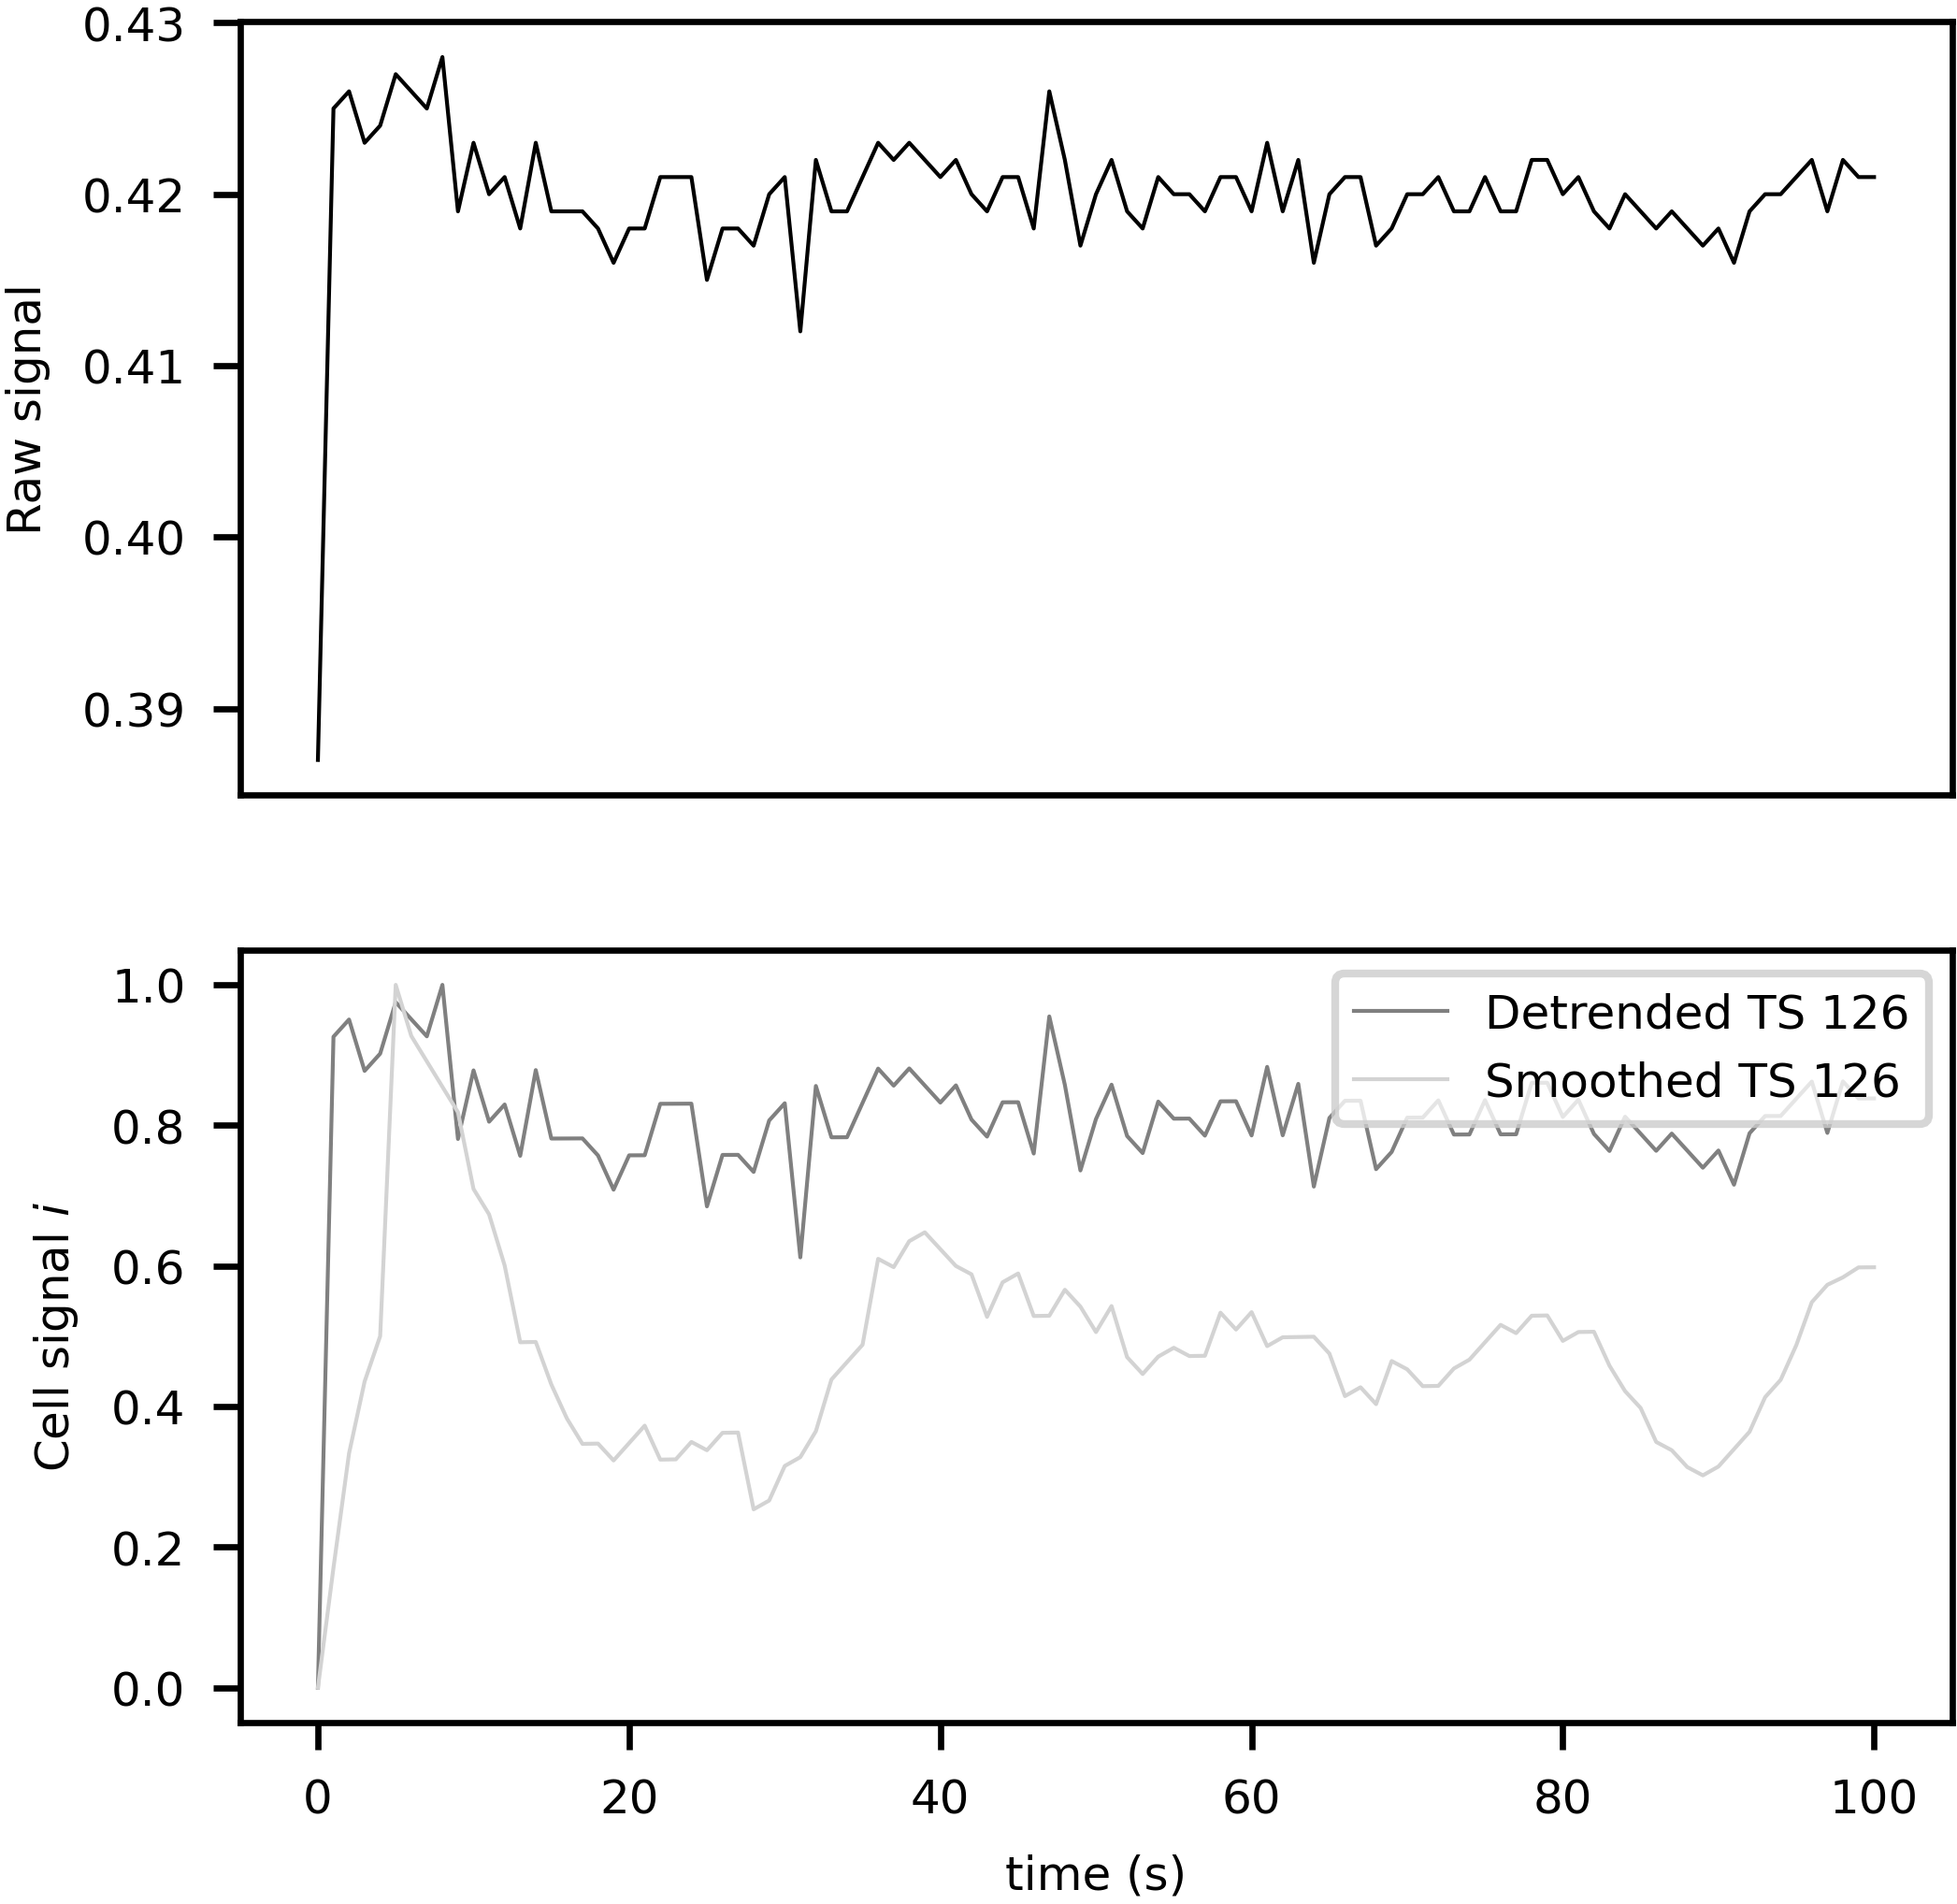 0.43
0.42
0.41
0.40
0.39
Raw signal
1.0
0.8
0.6
0.4
0.2
0.0
Cell signal i
Detrended TS 126
Smoothed TS 126
0 20 40 60 80 100
time (s)